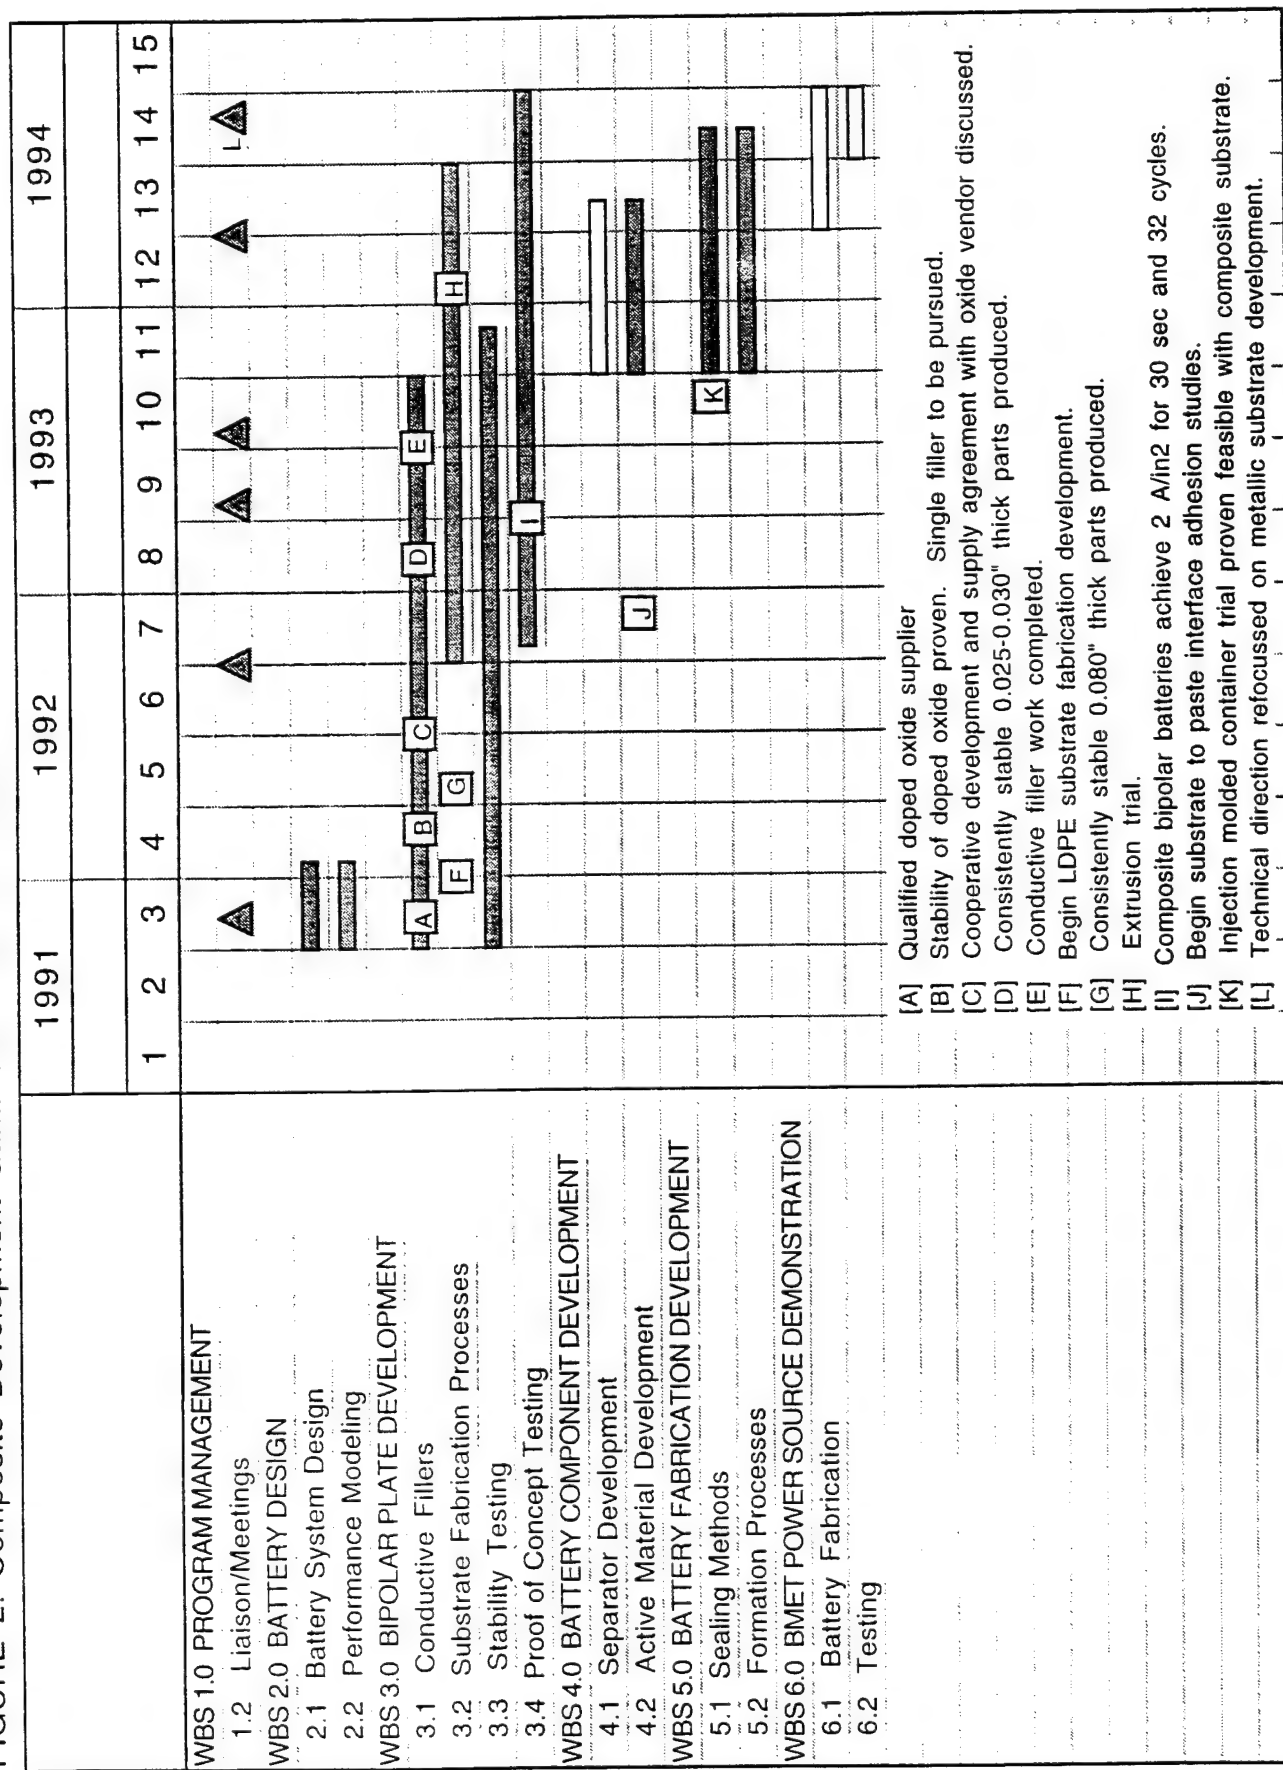 FIGURE 2. Composite Development
1991 1992 1993 1994
1 2 3 4 5 6 7 8 9 10 11 12 13 14 15
WBS 1.0 PROGRAM MANAGEMENT
1.2 Liaison/Meetings
L
WBS 2.0 BATTERY DESIGN
2.1 Battery System Design
2.2 Performance Modeling
WBS 3.0 BIPOLAR PLATE DEVELOPMENT
3.1 Conductive Fillers
A B C D E
3.2 Substrate Fabrication Processes
F G H
3.3 Stability Testing
3.4 Proof of Concept Testing
I
WBS 4.0 BATTERY COMPONENT DEVELOPMENT
4.1 Separator Development
4.2 Active Material Development
J
WBS 5.0 BATTERY FABRICATION DEVELOPMENT
5.1 Sealing Methods
K
5.2 Formation Processes
WBS 6.0 BMET POWER SOURCE DEMONSTRATION
6.1 Battery Fabrication
6.2 Testing
[A] Qualified doped oxide supplier
[B] Stability of doped oxide proven. Single filler to be pursued.
[C] Cooperative development and supply agreement with oxide vendor discussed.
[D] Consistently stable 0.025-0.030" thick parts produced.
[E] Conductive filler work completed.
[F] Begin LDPE substrate fabrication development.
[G] Consistently stable 0.080" thick parts produced.
[H] Extrusion trial.
[I] Composite bipolar batteries achieve 2 A/in2 for 30 sec and 32 cycles.
[J] Begin substrate to paste interface adhesion studies.
[K] Injection molded container trial proven feasible with composite substrate.
[L] Technical direction refocussed on metallic substrate development.